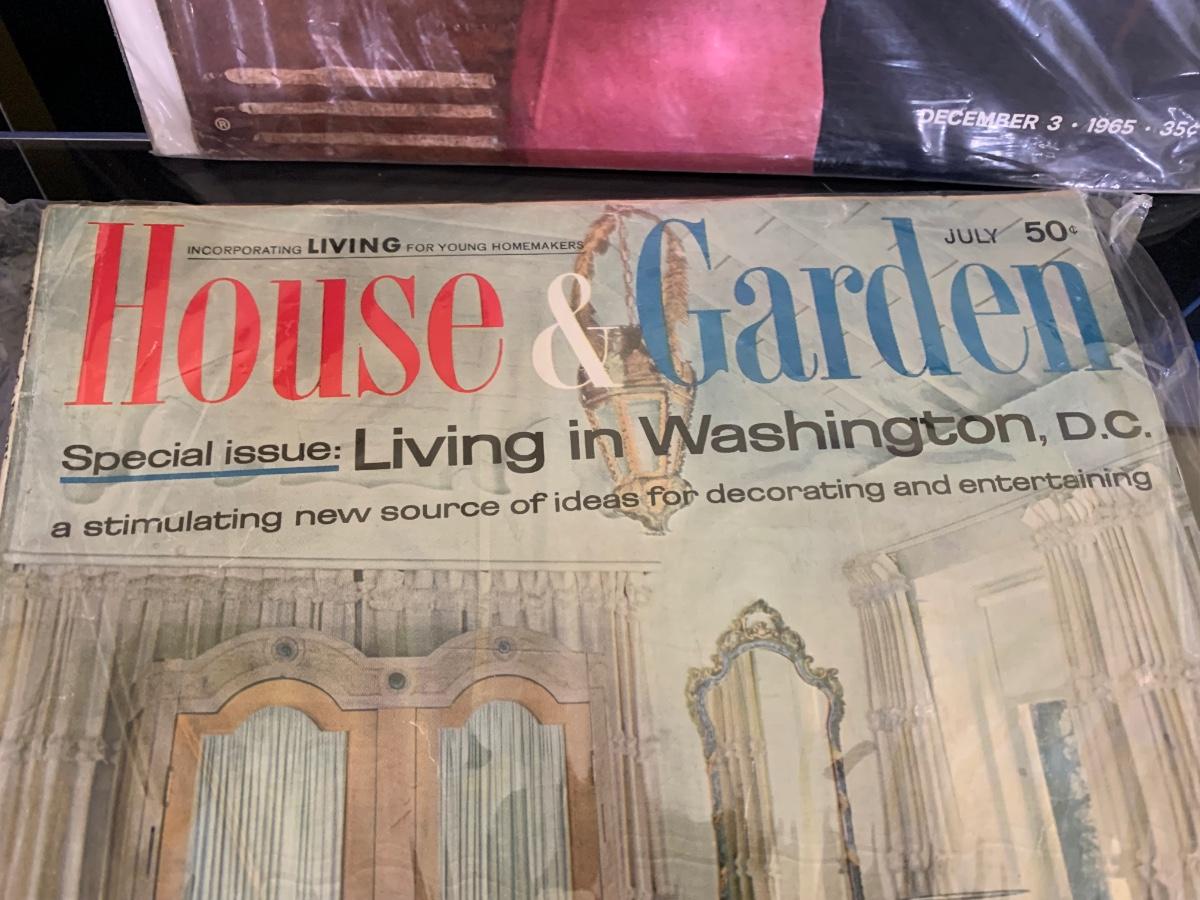 ®
DECEMBER 3 · 1965 · 35¢
INCORPORATING LIVING FOR YOUNG HOMEMAKERS
JULY 50¢
House & Garden
Special issue: Living in Washington, D.C.
a stimulating new source of ideas for decorating and entertaining